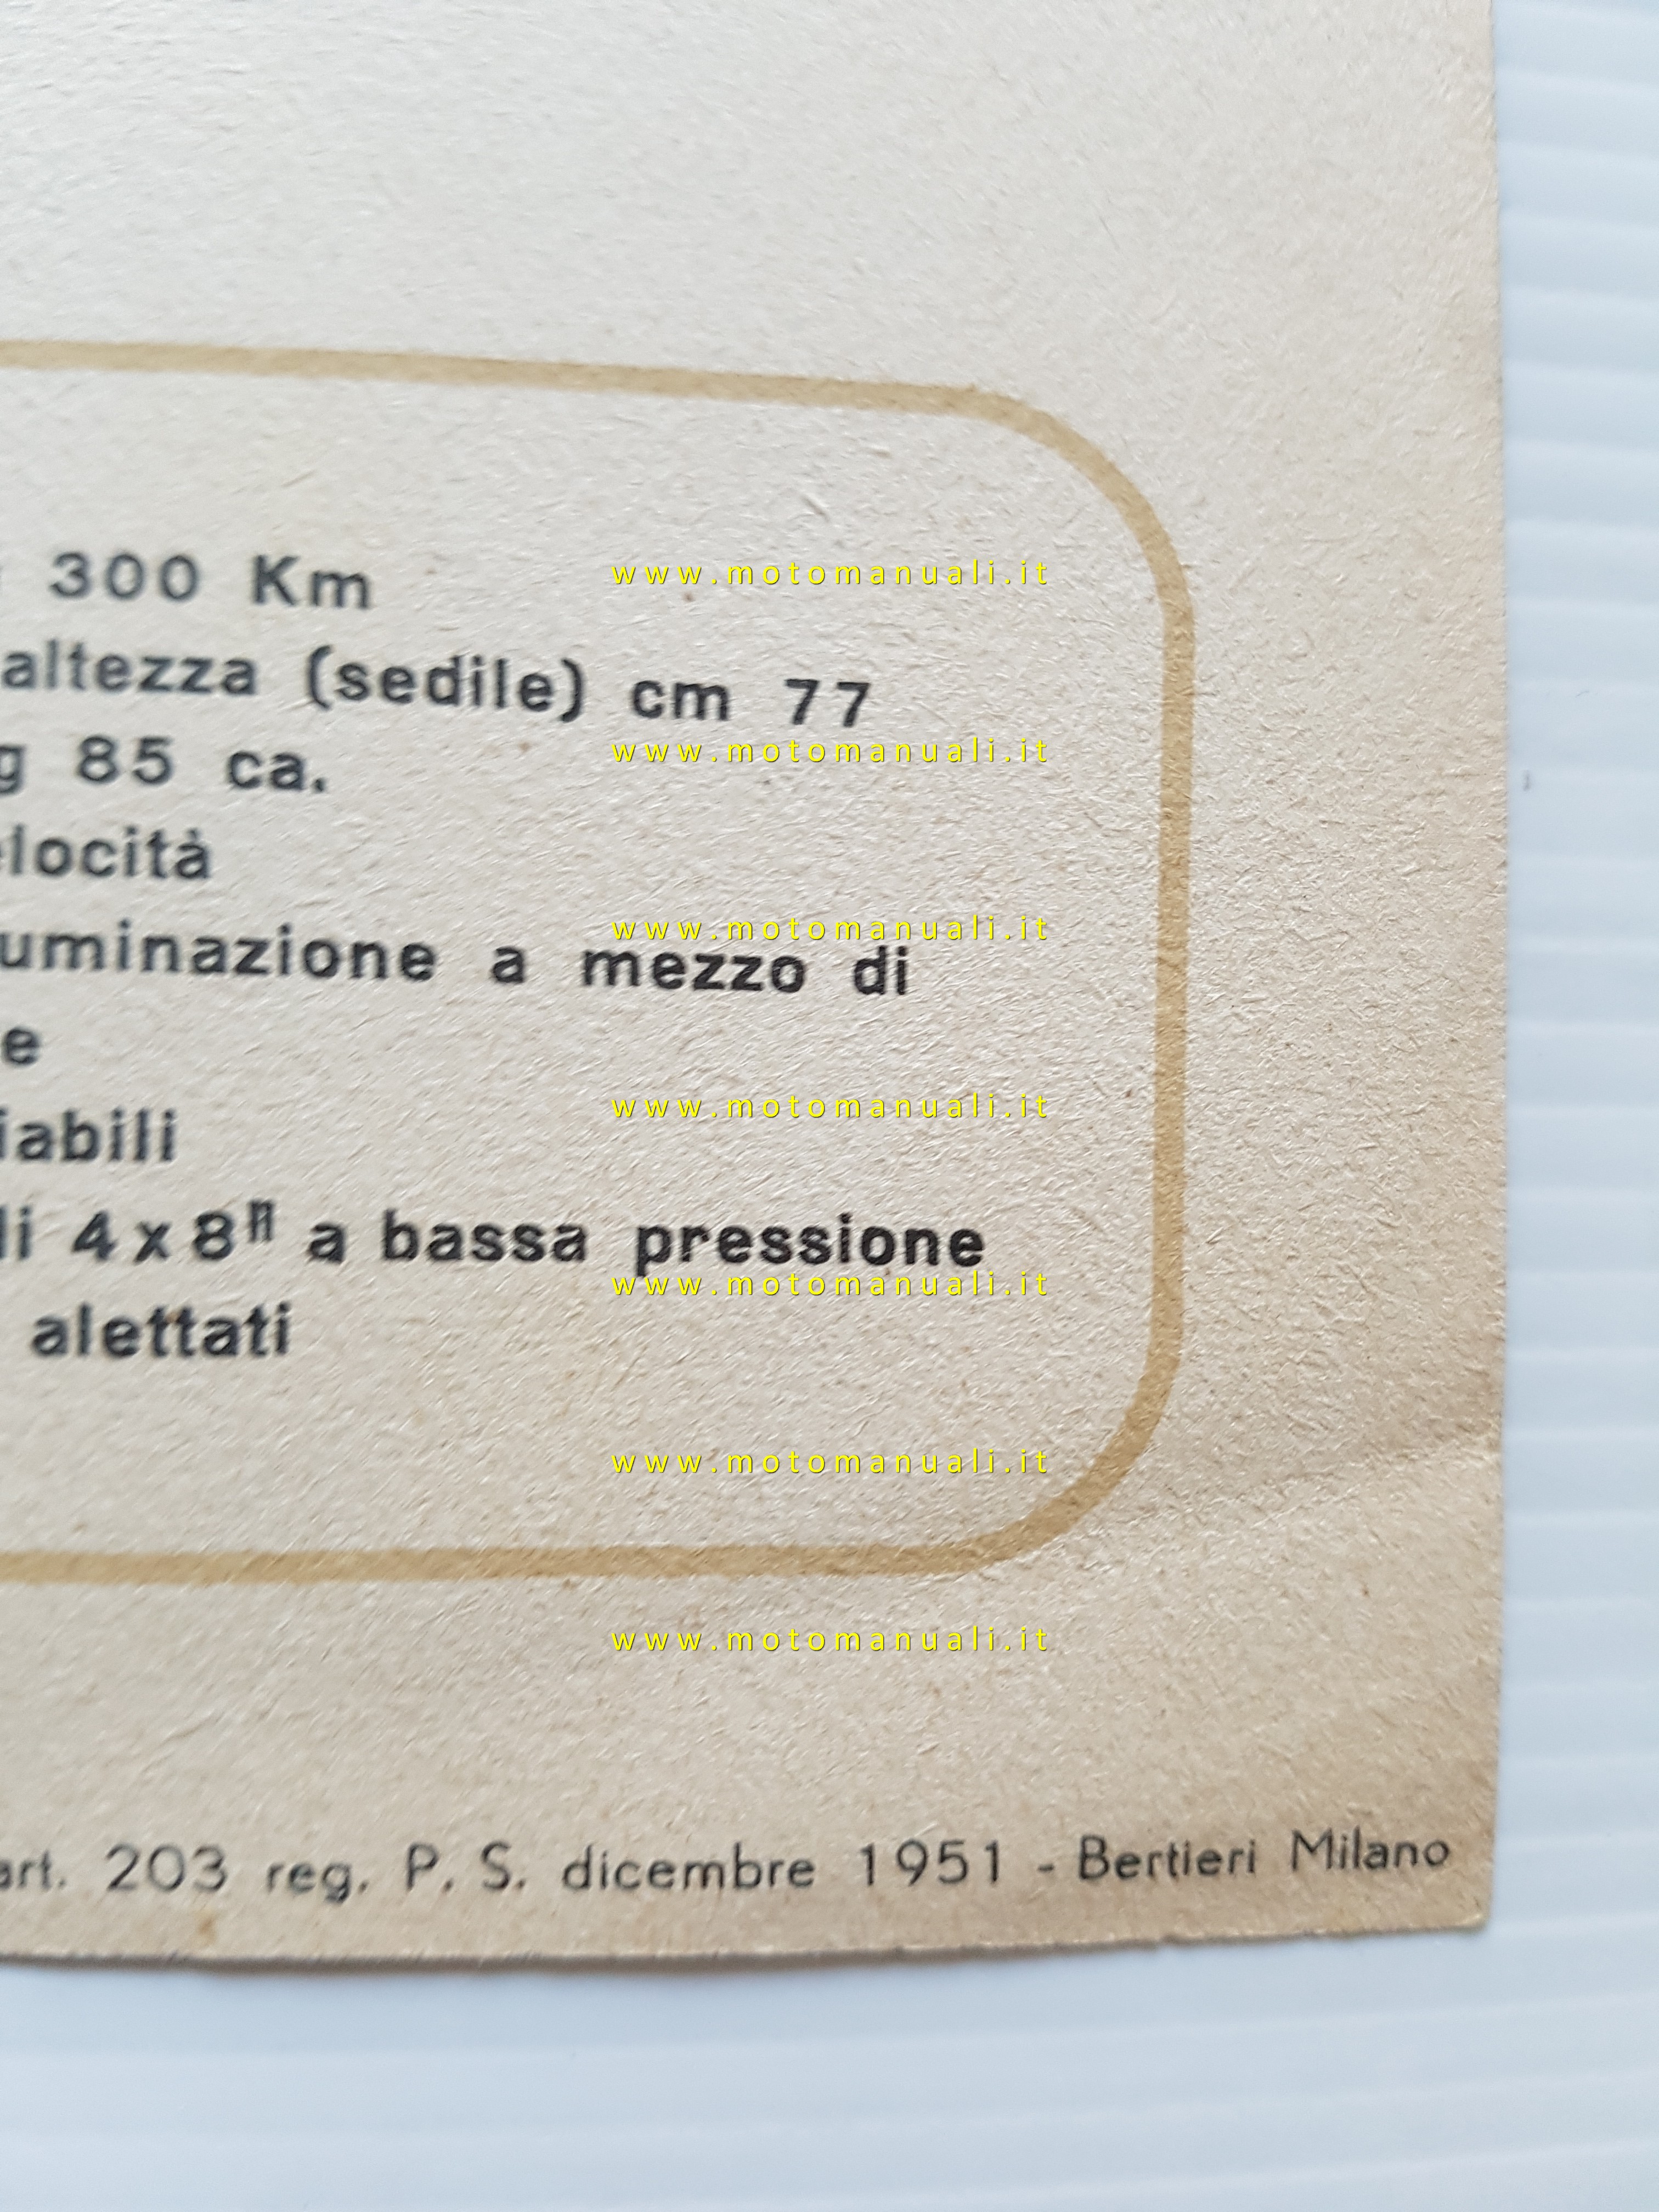 300 Km
www.motomanuali.it
altezza (sedile) cm 77
www.motomanuali.it
g 85 ca.
elocità
www.motomanuali.it
uminazione a mezzo di
e
www.motomanuali.it
iabili
li 4x8" a bassa pressione
www.motomanuali.it
alettati
www.motomanuali.it
www.motomanuali.it
art. 203 reg. P. S. dicembre 1951 - Bertieri Milano